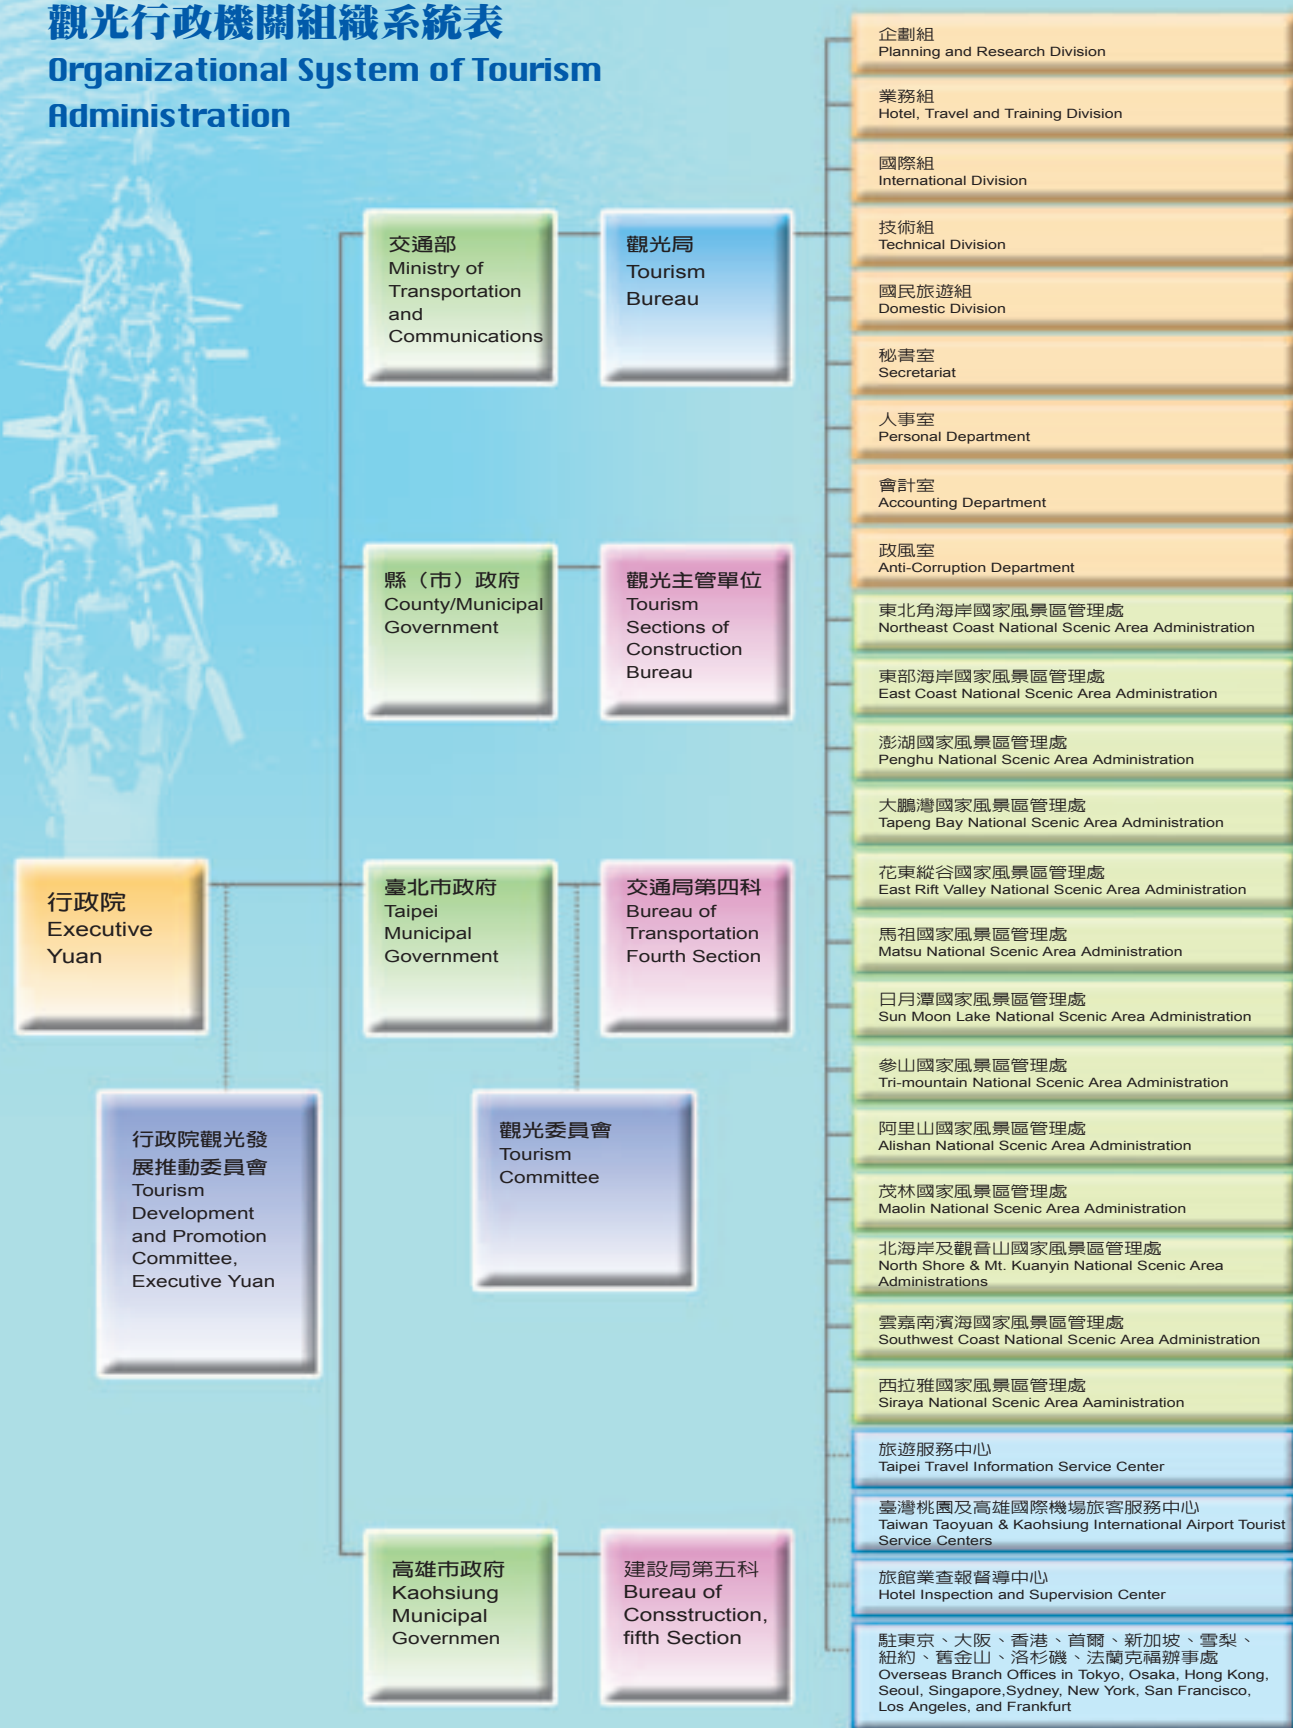 觀光行政機關組織系統表
Organizational System of Tourism
Administration
行政院
Executive
Yuan
行政院觀光發
展推動委員會
Tourism
Development
and Promotion
Committee,
Executive Yuan
交通部
Ministry of
Transportation
and
Communications
觀光局
Tourism
Bureau
縣（市）政府
County/Municipal
Government
觀光主管單位
Tourism
Sections of
Construction
Bureau
臺北市政府
Taipei
Municipal
Government
交通局第四科
Bureau of
Transportation
Fourth Section
觀光委員會
Tourism
Committee
高雄市政府
Kaohsiung
Municipal
Governmen
建設局第五科
Bureau of
Consstruction,
fifth Section
企劃組
Planning and Research Division
業務組
Hotel, Travel and Training Division
國際組
International Division
技術組
Technical Division
國民旅遊組
Domestic Division
秘書室
Secretariat
人事室
Personal Department
會計室
Accounting Department
政風室
Anti-Corruption Department
東北角海岸國家風景區管理處
Northeast Coast National Scenic Area Administration
東部海岸國家風景區管理處
East Coast National Scenic Area Administration
澎湖國家風景區管理處
Penghu National Scenic Area Administration
大鵬灣國家風景區管理處
Tapeng Bay National Scenic Area Administration
花東縱谷國家風景區管理處
East Rift Valley National Scenic Area Administration
馬祖國家風景區管理處
Matsu National Scenic Area Administration
日月潭國家風景區管理處
Sun Moon Lake National Scenic Area Administration
參山國家風景區管理處
Tri-mountain National Scenic Area Administration
阿里山國家風景區管理處
Alishan National Scenic Area Administration
茂林國家風景區管理處
Maolin National Scenic Area Administration
北海岸及觀音山國家風景區管理處
North Shore & Mt. Kuanyin National Scenic Area
Administrations
雲嘉南濱海國家風景區管理處
Southwest Coast National Scenic Area Administration
西拉雅國家風景區管理處
Siraya National Scenic Area Aaministration
旅遊服務中心
Taipei Travel Information Service Center
臺灣桃園及高雄國際機場旅客服務中心
Taiwan Taoyuan & Kaohsiung International Airport Tourist
Service Centers
旅館業查報督導中心
Hotel Inspection and Supervision Center
駐東京、大阪、香港、首爾、新加坡、雪梨、
紐約、舊金山、洛杉磯、法蘭克福辦事處
Overseas Branch Offices in Tokyo, Osaka, Hong Kong,
Seoul, Singapore,Sydney, New York, San Francisco,
Los Angeles, and Frankfurt